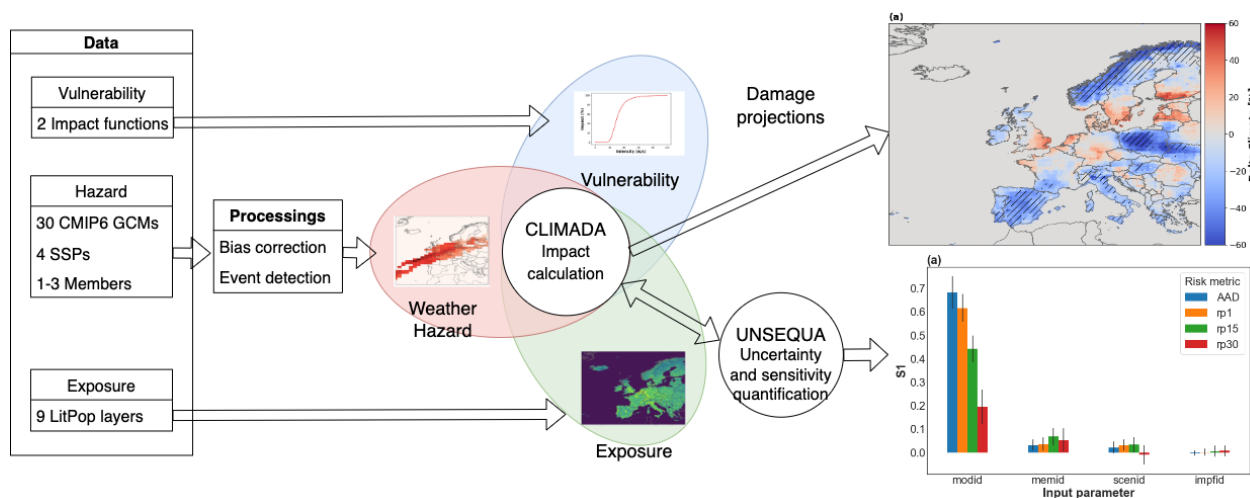 Data
Vulnerability
2 Impact functions
Hazard
30 CMIP6 GCMs
4 SSPs
1-3 Members
Exposure
9 LitPop layers
Processings
Bias correction
Event detection
Vulnerability
Weather
Hazard
CLIMADA
Impact
calculation
Exposure
UNSEQUA
Uncertainty
and sensitivity
quantification
Damage
projections
(a)
60
40
20
0
-20
-40
-60
(a)
Risk metric
AAD
rp1
rp15
rp30
S1
0.7
0.6
0.5
0.4
0.3
0.2
0.1
0.0
modid
memid
scenid
impfid
Input parameter